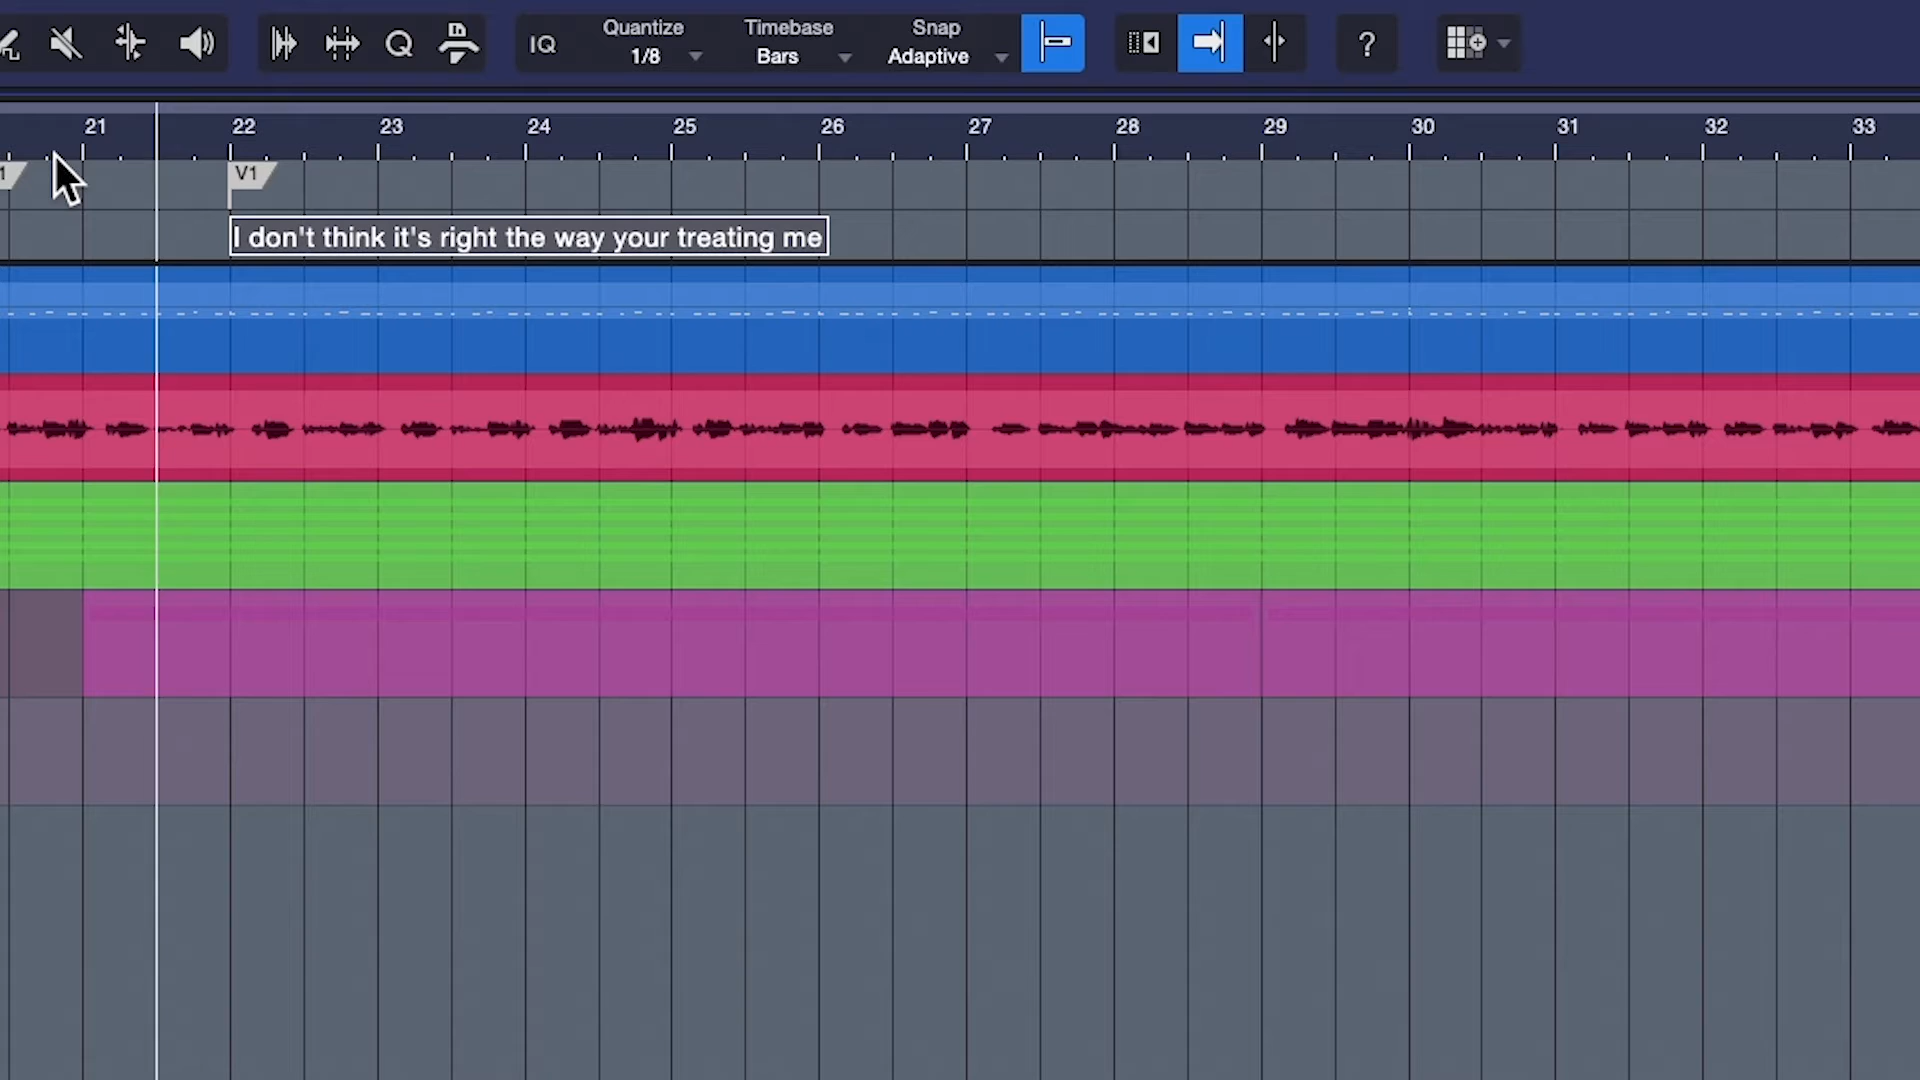 IQ
Quantize
1/8
Timebase
Bars
Snap
Adaptive
?
21 22 23 24 25 26 27 28 29 30 31 32 33
1
V1
I don't think it's right the way your treating me